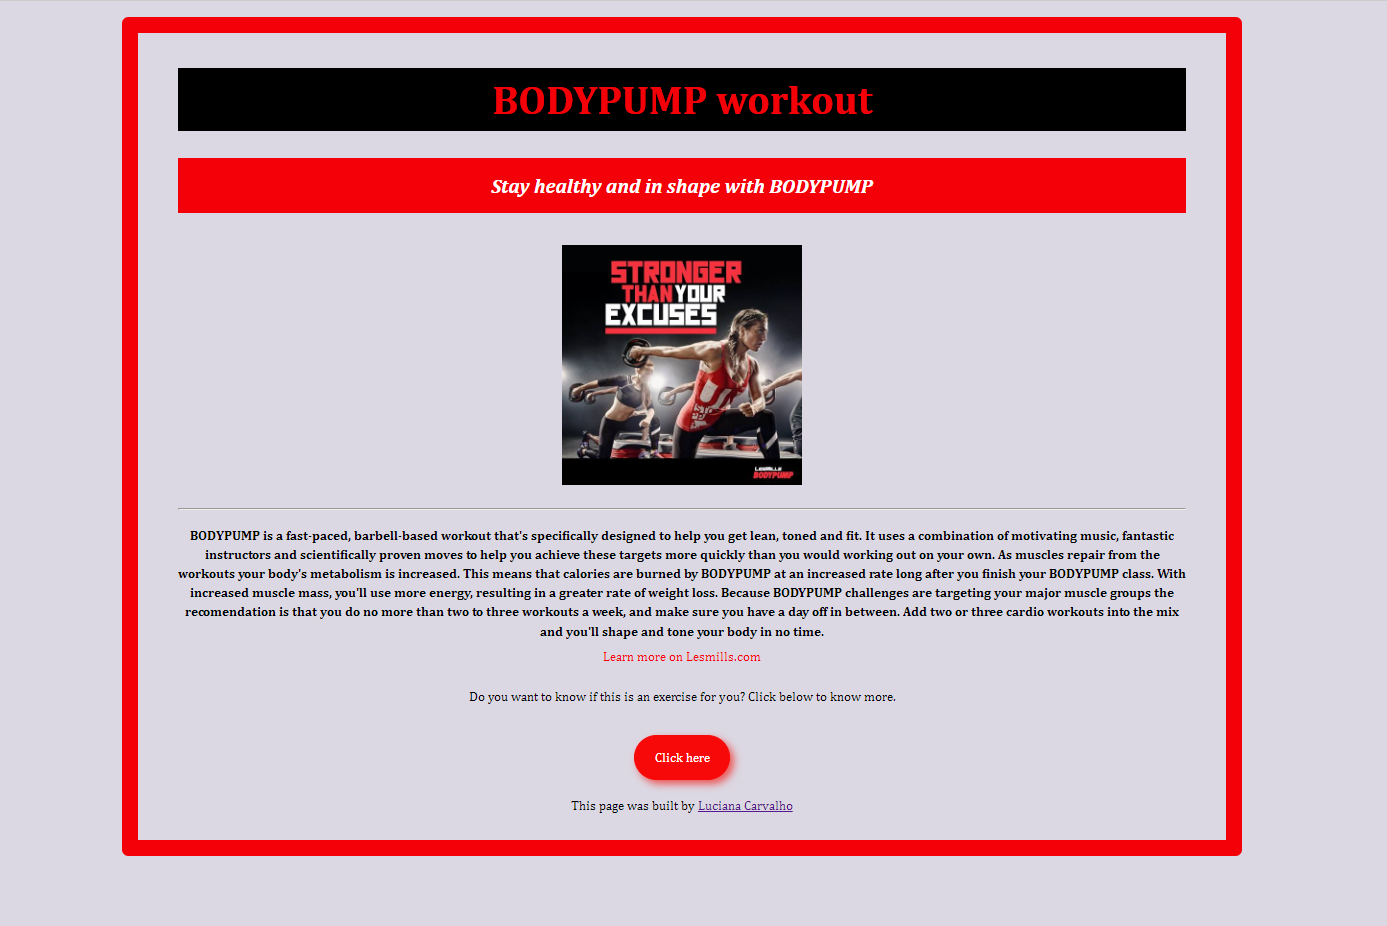 BODYPUMP workout
Stay healthy and in shape with BODYPUMP
STRONGER
THAN YOUR
EXCUSES
LESMILLS
BODYPUMP
BODYPUMP is a fast-paced, barbell-based workout that's specifically designed to help you get lean, toned and fit. It uses a combination of motivating music, fantastic
instructors and scientifically proven moves to help you achieve these targets more quickly than you would working out on your own. As muscles repair from the
workouts your body's metabolism is increased. This means that calories are burned by BODYPUMP at an increased rate long after you finish your BODYPUMP class. With
increased muscle mass, you'll use more energy, resulting in a greater rate of weight loss. Because BODYPUMP challenges are targeting your major muscle groups the
recomendation is that you do no more than two to three workouts a week, and make sure you have a day off in between. Add two or three cardio workouts into the mix
and you'll shape and tone your body in no time.
Learn more on Lesmills.com
Do you want to know if this is an exercise for you? Click below to know more.
Click here
This page was built by Luciana Carvalho